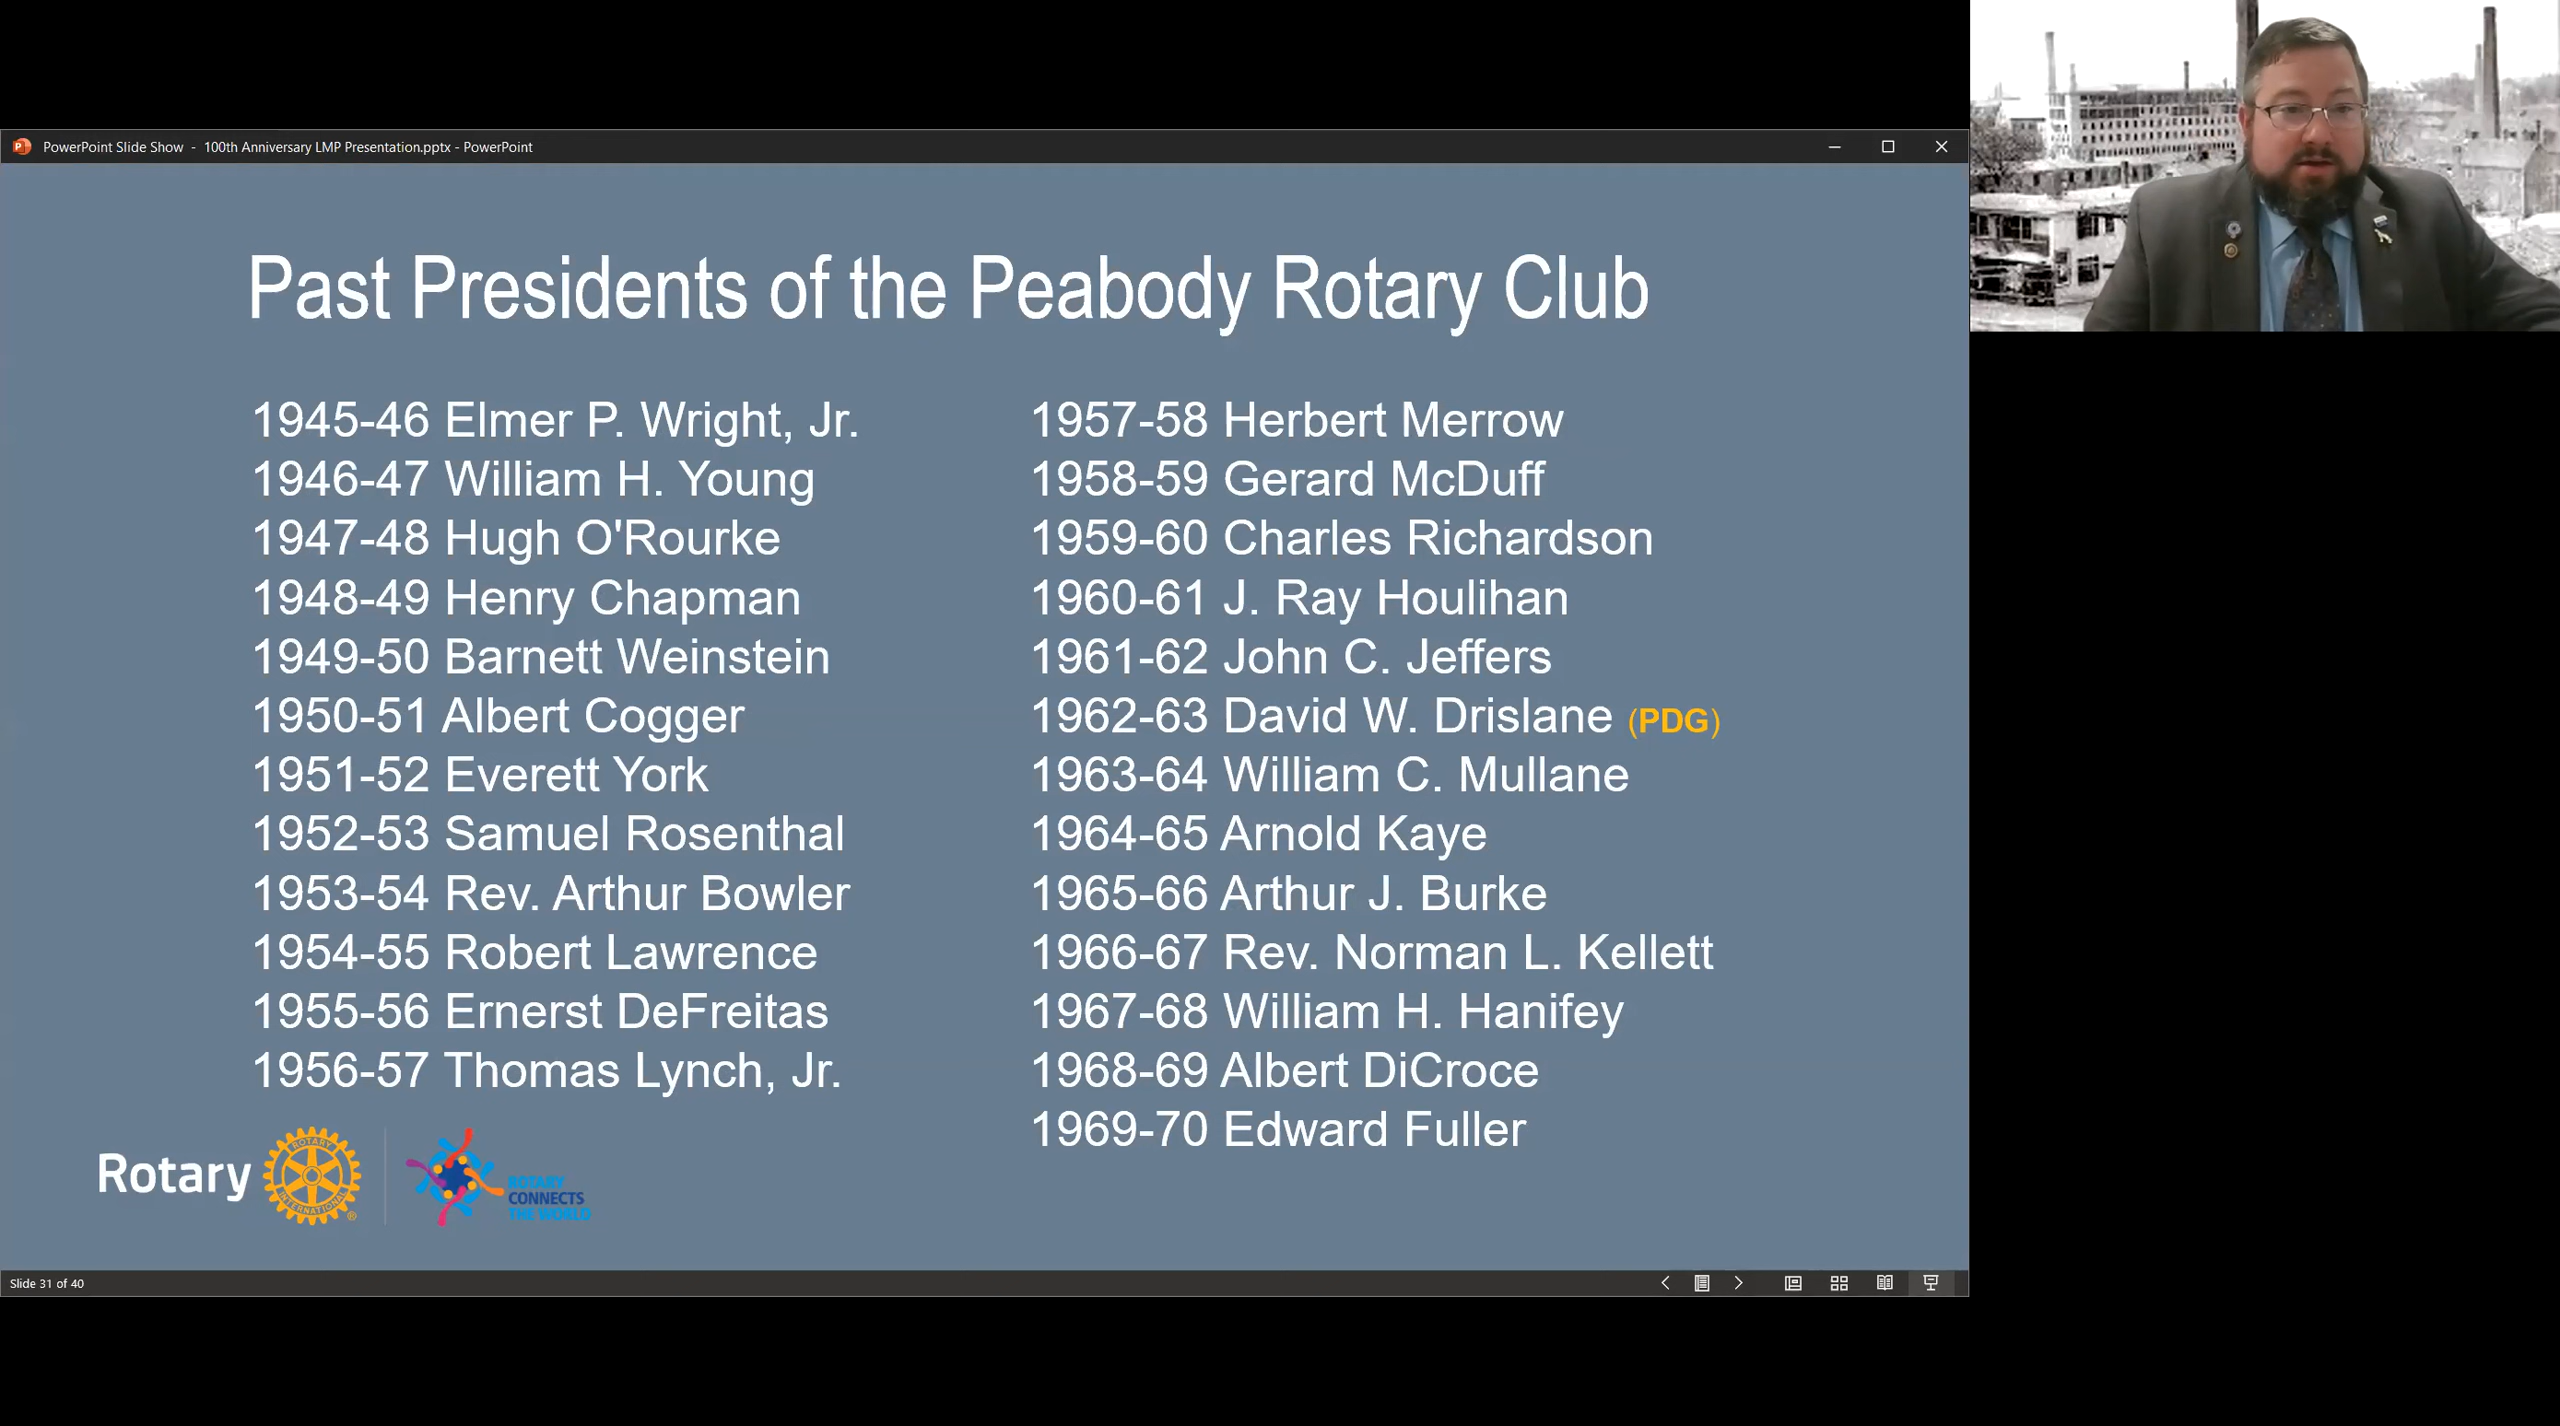 PowerPoint Slide Show - 100th Anniversary LMP Presentation.pptx - PowerPoint
Past Presidents of the Peabody Rotary Club
1945-46 Elmer P. Wright, Jr.
1946-47 William H. Young
1947-48 Hugh O'Rourke
1948-49 Henry Chapman
1949-50 Barnett Weinstein
1950-51 Albert Cogger
1951-52 Everett York
1952-53 Samuel Rosenthal
1953-54 Rev. Arthur Bowler
1954-55 Robert Lawrence
1955-56 Ernerst DeFreitas
1956-57 Thomas Lynch, Jr.
1957-58 Herbert Merrow
1958-59 Gerard McDuff
1959-60 Charles Richardson
1960-61 J. Ray Houlihan
1961-62 John C. Jeffers
1962-63 David W. Drislane (PDG)
1963-64 William C. Mullane
1964-65 Arnold Kaye
1965-66 Arthur J. Burke
1966-67 Rev. Norman L. Kellett
1967-68 William H. Hanifey
1968-69 Albert DiCroce
1969-70 Edward Fuller
Rotary
ROTARY
INTERNATIONAL
®
ROTARY
CONNECTS
THE WORLD
Slide 31 of 40